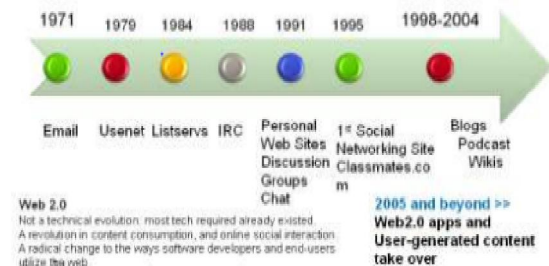 1971 1979 1984 1988 1991 1995 1998-2004
Email Usenet Listservs IRC
Personal
Web Sites
Discussion
Groups
Chat
1st Social
Networking Site
Classmates.co
m
Blogs
Podcast
Wikis
Web 2.0
Not a technical evolution: most tech required already existed.
A revolution in content consumption, and online social interaction
A radical change to the ways software developers and end-users
utilize the web.
2005 and beyond >>
Web2.0 apps and
User-generated content
take over